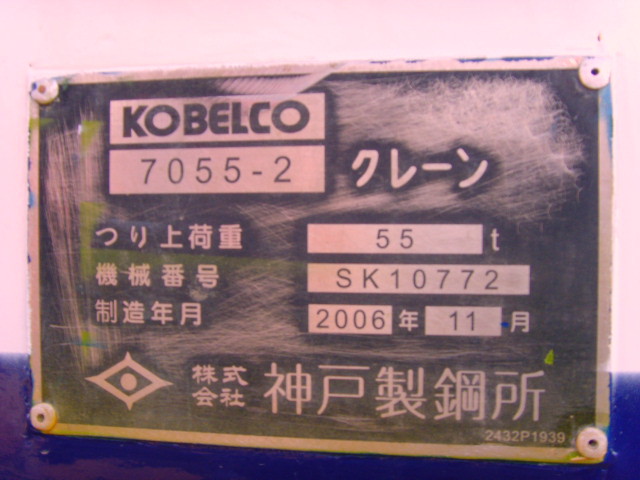 KOBELCO
7055-2 クレーン
つり上荷重 55 t
機械番号 SK10772
制造年月 2006 年 11 月
株式会社 神戸製鋼所
2432P1939